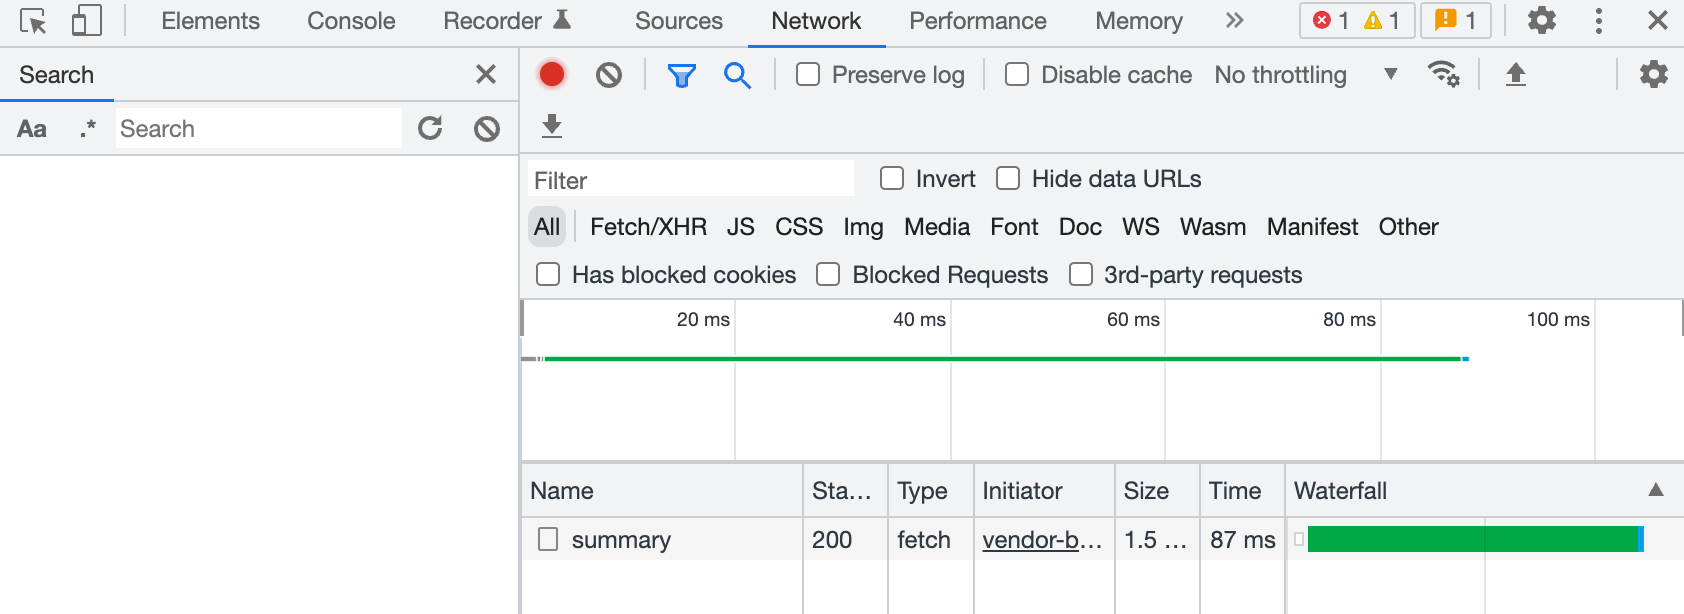 Elements Console Recorder Sources Network Performance Memory 1 1 1
Search
Preserve log Disable cache No throttling
Aa .* Search
Filter Invert Hide data URLs
All Fetch/XHR JS CSS Img Media Font Doc WS Wasm Manifest Other
Has blocked cookies Blocked Requests 3rd-party requests
20 ms 40 ms 60 ms 80 ms 100 ms
Name Sta… Type Initiator Size Time Waterfall
summary 200 fetch vendor-b… 1.5 … 87 ms